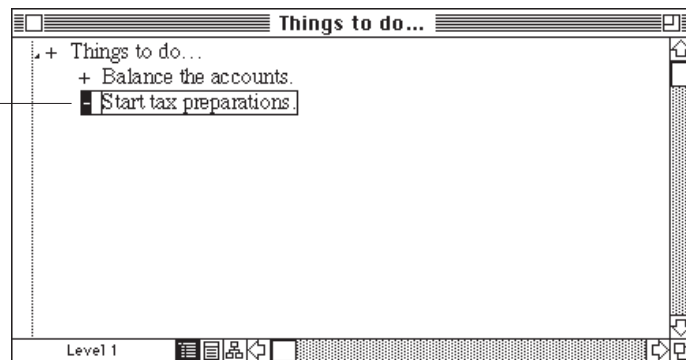 Things to do...
+ Things to do...
+ Balance the accounts.
- Start tax preparations.
Level 1